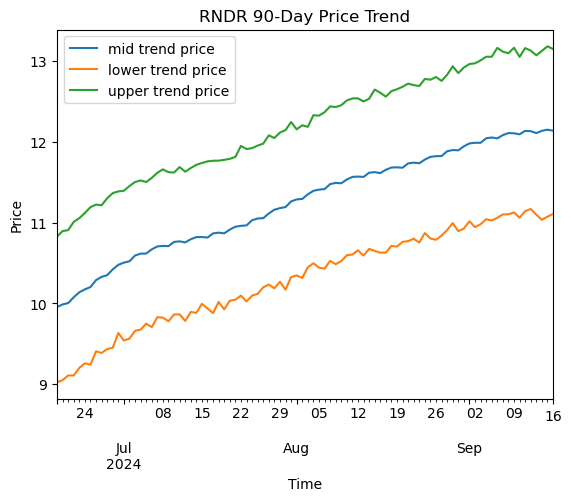 RNDR 90-Day Price Trend
mid trend price
lower trend price
upper trend price
Price
13
12
11
10
9
24 08 15 22 29 05 12 19 26 02 09 16
Jul Aug Sep
2024
Time